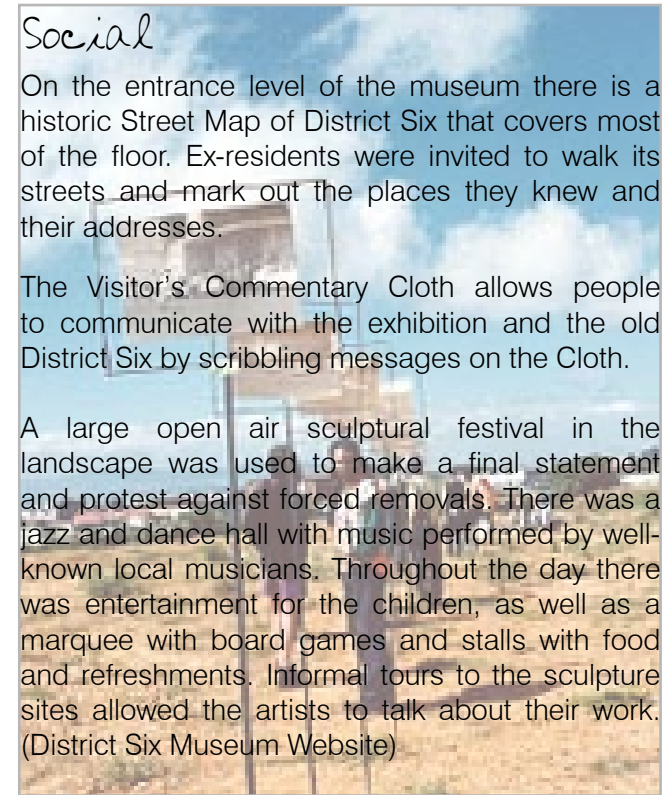 Social
On the entrance level of the museum there is a
historic Street Map of District Six that covers most
of the floor. Ex-residents were invited to walk its
streets and mark out the places they knew and
their addresses.
The Visitor's Commentary Cloth allows people
to communicate with the exhibition and the old
District Six by scribbling messages on the Cloth.
A large open air sculptural festival in the
landscape was used to make a final statement
and protest against forced removals. There was a
jazz and dance hall with music performed by well-
known local musicians. Throughout the day there
was entertainment for the children, as well as a
marquee with board games and stalls with food
and refreshments. Informal tours to the sculpture
sites allowed the artists to talk about their work.
(District Six Museum Website)